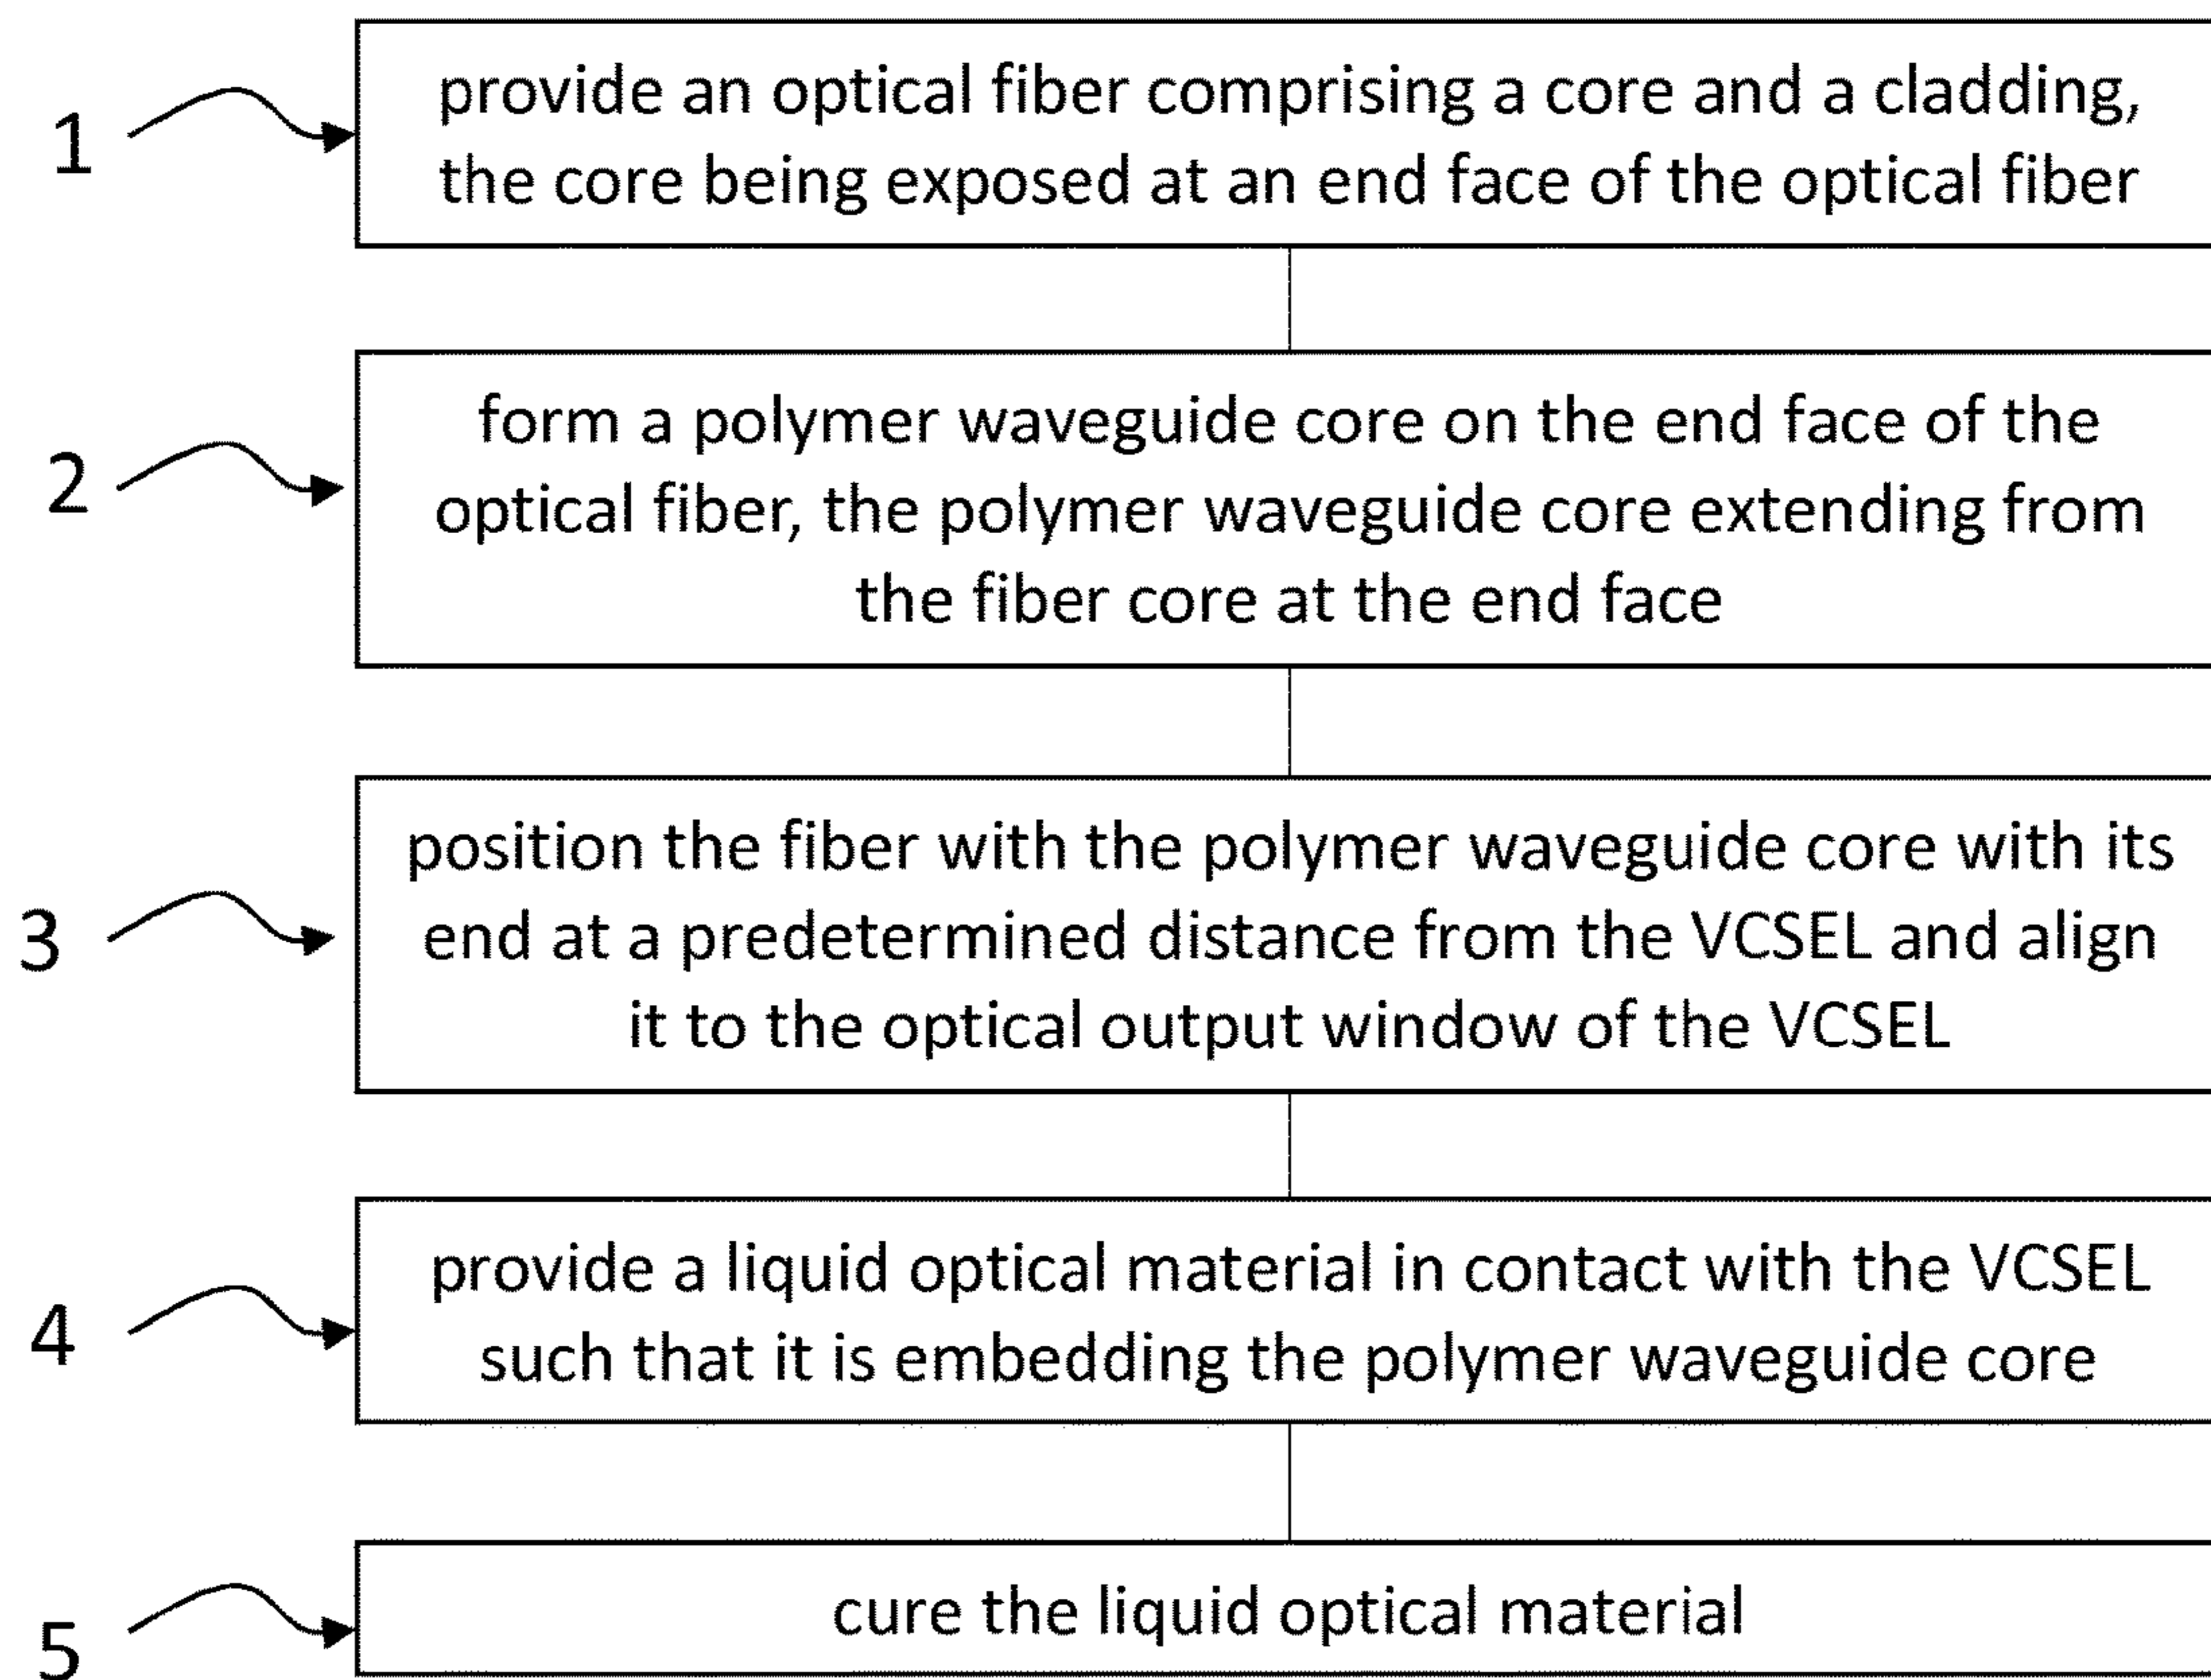 1
provide an optical fiber comprising a core and a cladding,
the core being exposed at an end face of the optical fiber
2
form a polymer waveguide core on the end face of the
optical fiber, the polymer waveguide core extending from
the fiber core at the end face
3
position the fiber with the polymer waveguide core with its
end at a predetermined distance from the VCSEL and align
it to the optical output window of the VCSEL
4
provide a liquid optical material in contact with the VCSEL
such that it is embedding the polymer waveguide core
5
cure the liquid optical material